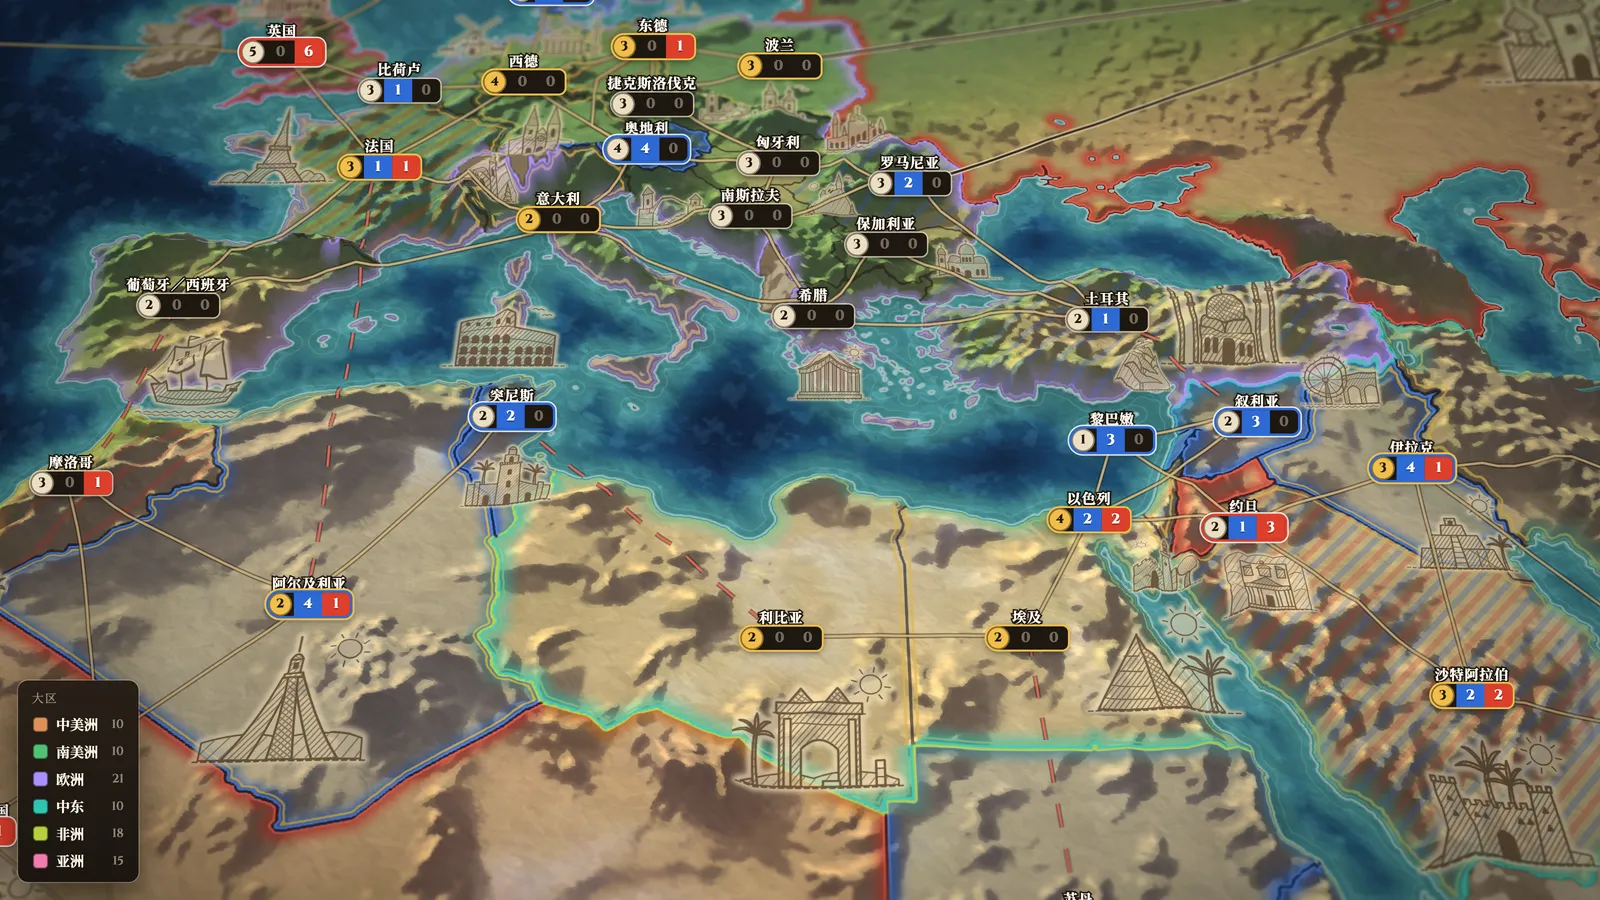 英国
5 0 6
东德
3 0 1
波兰
3 0 0
西德
4 0 0
比荷卢
3 1 0
捷克斯洛伐克
3 0 0
奥地利
4 4 0
匈牙利
3 0 0
法国
3 1 1
罗马尼亚
3 2 0
意大利
2 0 0
南斯拉夫
3 0 0
保加利亚
3 0 0
葡萄牙／西班牙
2 0 0
希腊
2 0 0
土耳其
2 1 0
突尼斯
2 2 0
黎巴嫩
1 3 0
叙利亚
2 3 0
伊拉克
3 4 1
摩洛哥
3 0 1
以色列
4 2 2
约旦
2 1 3
阿尔及利亚
2 4 1
利比亚
2 0 0
埃及
2 0 0
沙特阿拉伯
3 2 2
大区
中美洲 10
南美洲 10
欧洲 21
中东 10
非洲 18
亚洲 15
国